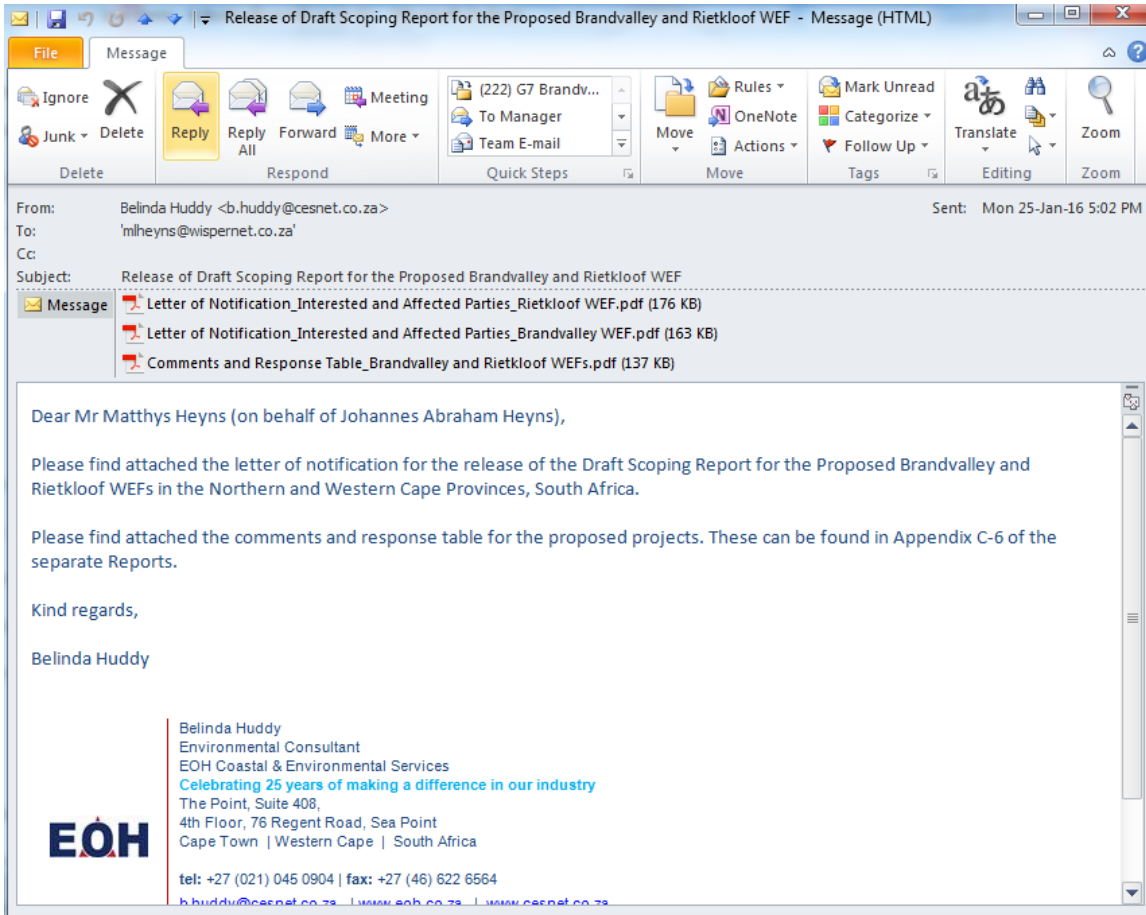 Release of Draft Scoping Report for the Proposed Brandvalley and Rietkloof WEF - Message (HTML)
File Message
Ignore
Junk
Delete
Reply
Reply All
Forward
Meeting
More
(222) G7 Brandv...
To Manager
Team E-mail
Move
Rules
OneNote
Actions
Mark Unread
Categorize
Follow Up
Translate
Zoom
Delete Respond Quick Steps Move Tags Editing Zoom
From: Belinda Huddy <b.huddy@cesnet.co.za> Sent: Mon 25-Jan-16 5:02 PM
To: 'mlheyns@wispernet.co.za'
Cc:
Subject: Release of Draft Scoping Report for the Proposed Brandvalley and Rietkloof WEF
Message Letter of Notification_Interested and Affected Parties_Rietkloof WEF.pdf (176 KB)
Letter of Notification_Interested and Affected Parties_Brandvalley WEF.pdf (163 KB)
Comments and Response Table_Brandvalley and Rietkloof WEFs.pdf (137 KB)
Dear Mr Matthys Heyns (on behalf of Johannes Abraham Heyns),
Please find attached the letter of notification for the release of the Draft Scoping Report for the Proposed Brandvalley and
Rietkloof WEFs in the Northern and Western Cape Provinces, South Africa.
Please find attached the comments and response table for the proposed projects. These can be found in Appendix C-6 of the
separate Reports.
Kind regards,
Belinda Huddy
Belinda Huddy
Environmental Consultant
EOH Coastal & Environmental Services
Celebrating 25 years of making a difference in our industry
The Point, Suite 408,
4th Floor, 76 Regent Road, Sea Point
Cape Town | Western Cape | South Africa
EOH
tel: +27 (021) 045 0904 | fax: +27 (46) 622 6564
b.huddy@cesnet.co.za | www.eoh.co.za | www.cesnet.co.za